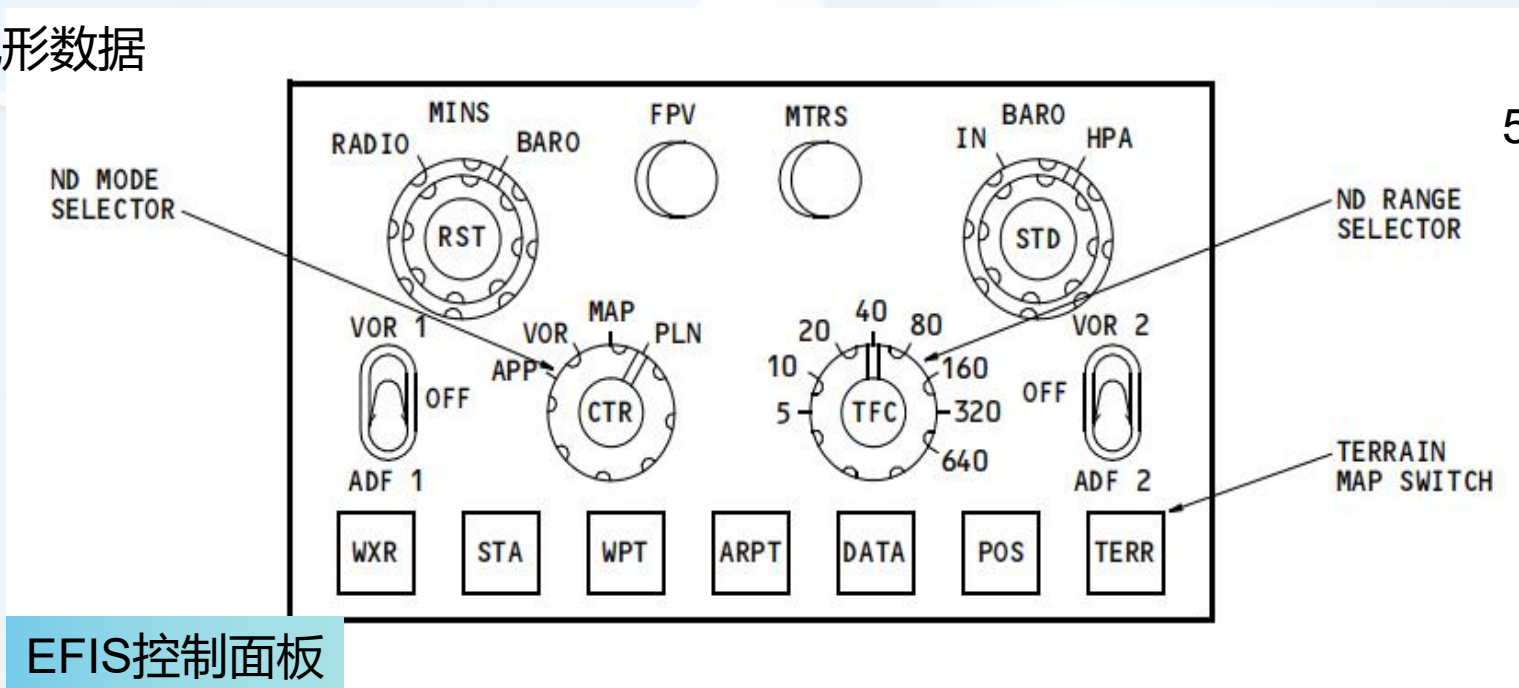 形数据
5
MINS
RADIO
BARO
RST
FPV
MTRS
BARO
IN
HPA
STD
ND MODE
SELECTOR
ND RANGE
SELECTOR
VOR 1
OFF
ADF 1
APP
VOR
MAP
PLN
CTR
5
10
20
40
80
160
320
640
TFC
VOR 2
OFF
ADF 2
TERRAIN
MAP SWITCH
WXR
STA
WPT
ARPT
DATA
POS
TERR
EFIS控制面板